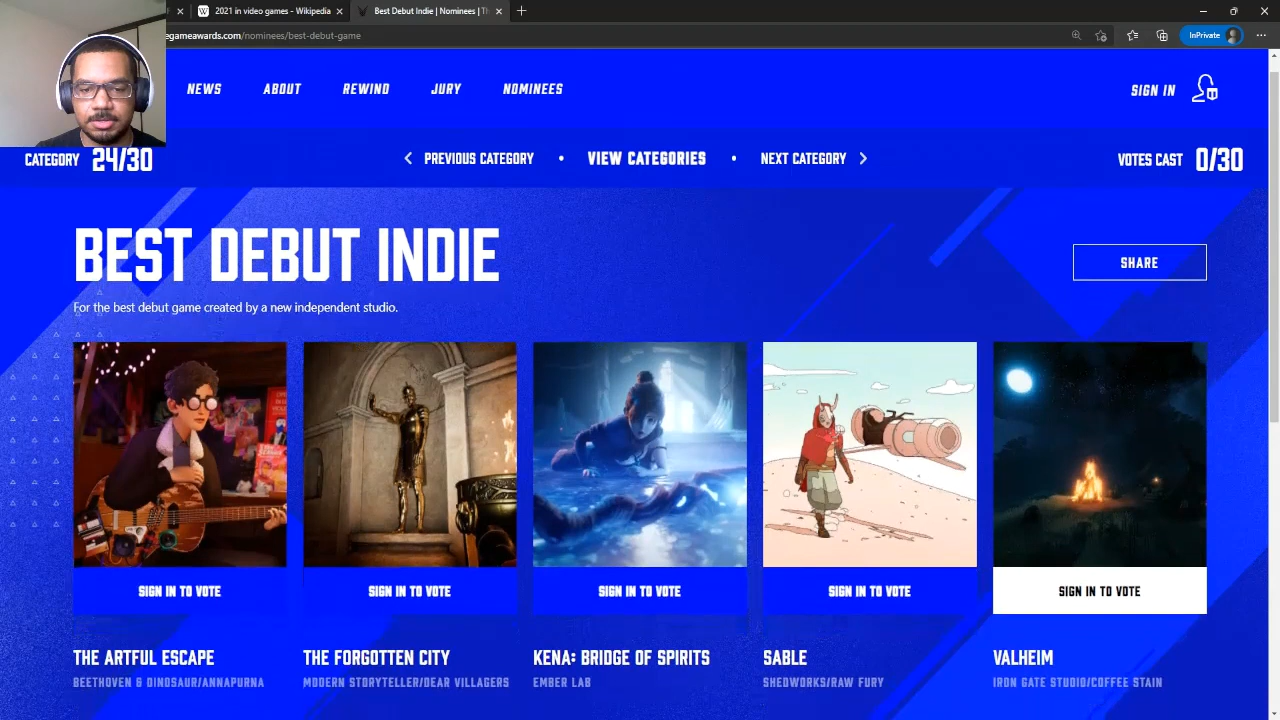 2021 in video games - Wikipedia
Best Debut Indie | Nominees | Th
egameawards.com/nominees/best-debut-game
InPrivate
NEWS
ABOUT
REWIND
JURY
NOMINEES
SIGN IN
CATEGORY 24/30
PREVIOUS CATEGORY • VIEW CATEGORIES • NEXT CATEGORY
VOTES CAST 0/30
BEST DEBUT INDIE
SHARE
For the best debut game created by a new independent studio.
SIGN IN TO VOTE
SIGN IN TO VOTE
SIGN IN TO VOTE
SIGN IN TO VOTE
SIGN IN TO VOTE
THE ARTFUL ESCAPE
BEETHOVEN & DINOSAUR/ANNAPURNA
THE FORGOTTEN CITY
MODERN STORYTELLER/DEAR VILLAGERS
KENA: BRIDGE OF SPIRITS
EMBER LAB
SABLE
SHEDWORKS/RAW FURY
VALHEIM
IRON GATE STUDIO/COFFEE STAIN